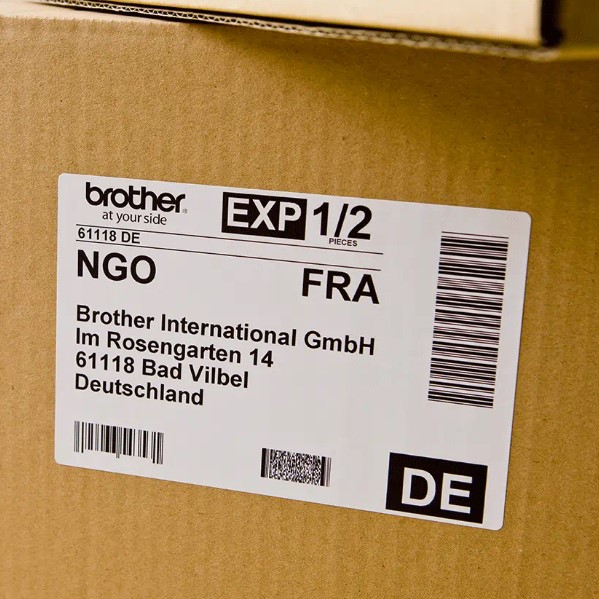 brother
at your side
EXP 1/2
PIECES
61118 DE
NGO FRA
Brother International GmbH
Im Rosengarten 14
61118 Bad Vilbel
Deutschland
DE